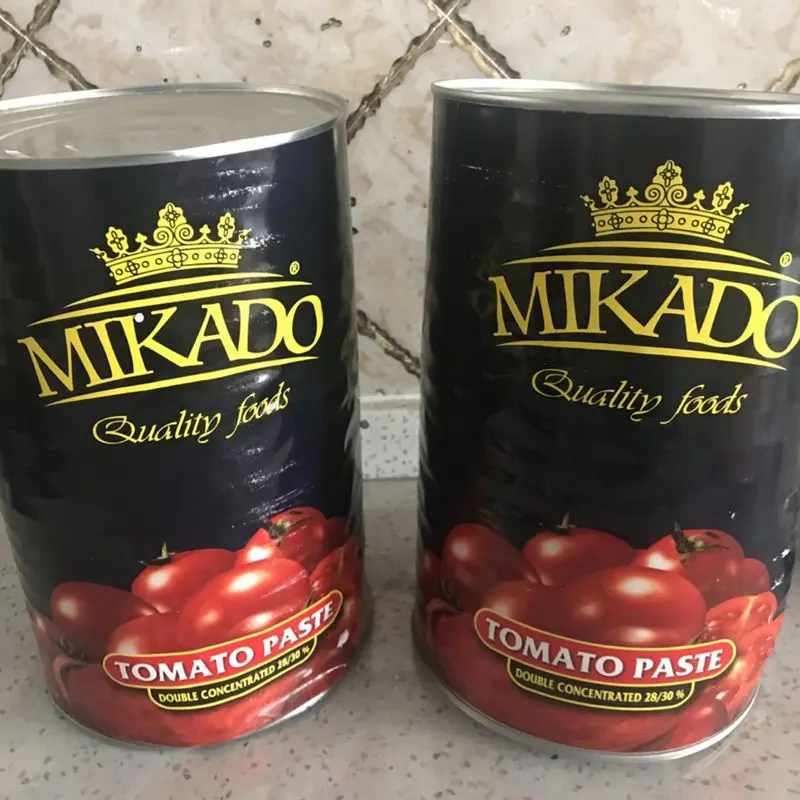 MIKADO®
Quality foods
TOMATO PASTE
DOUBLE CONCENTRATED 28/30 %
MIKADO®
Quality foods
TOMATO PASTE
DOUBLE CONCENTRATED 28/30 %